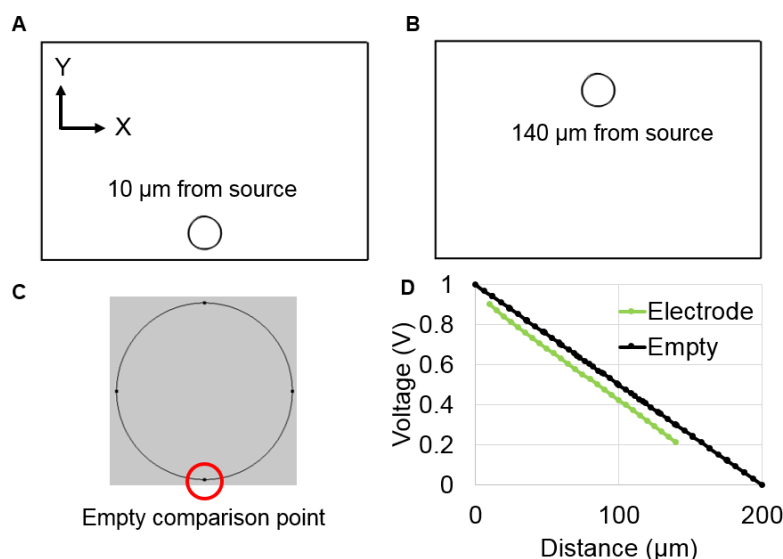 A
Y
X
10 µm from source
B
140 µm from source
C
Empty comparison point
D
Voltage (V)
1
0.8
0.6
0.4
0.2
0
Electrode
Empty
0
100
200
Distance (µm)